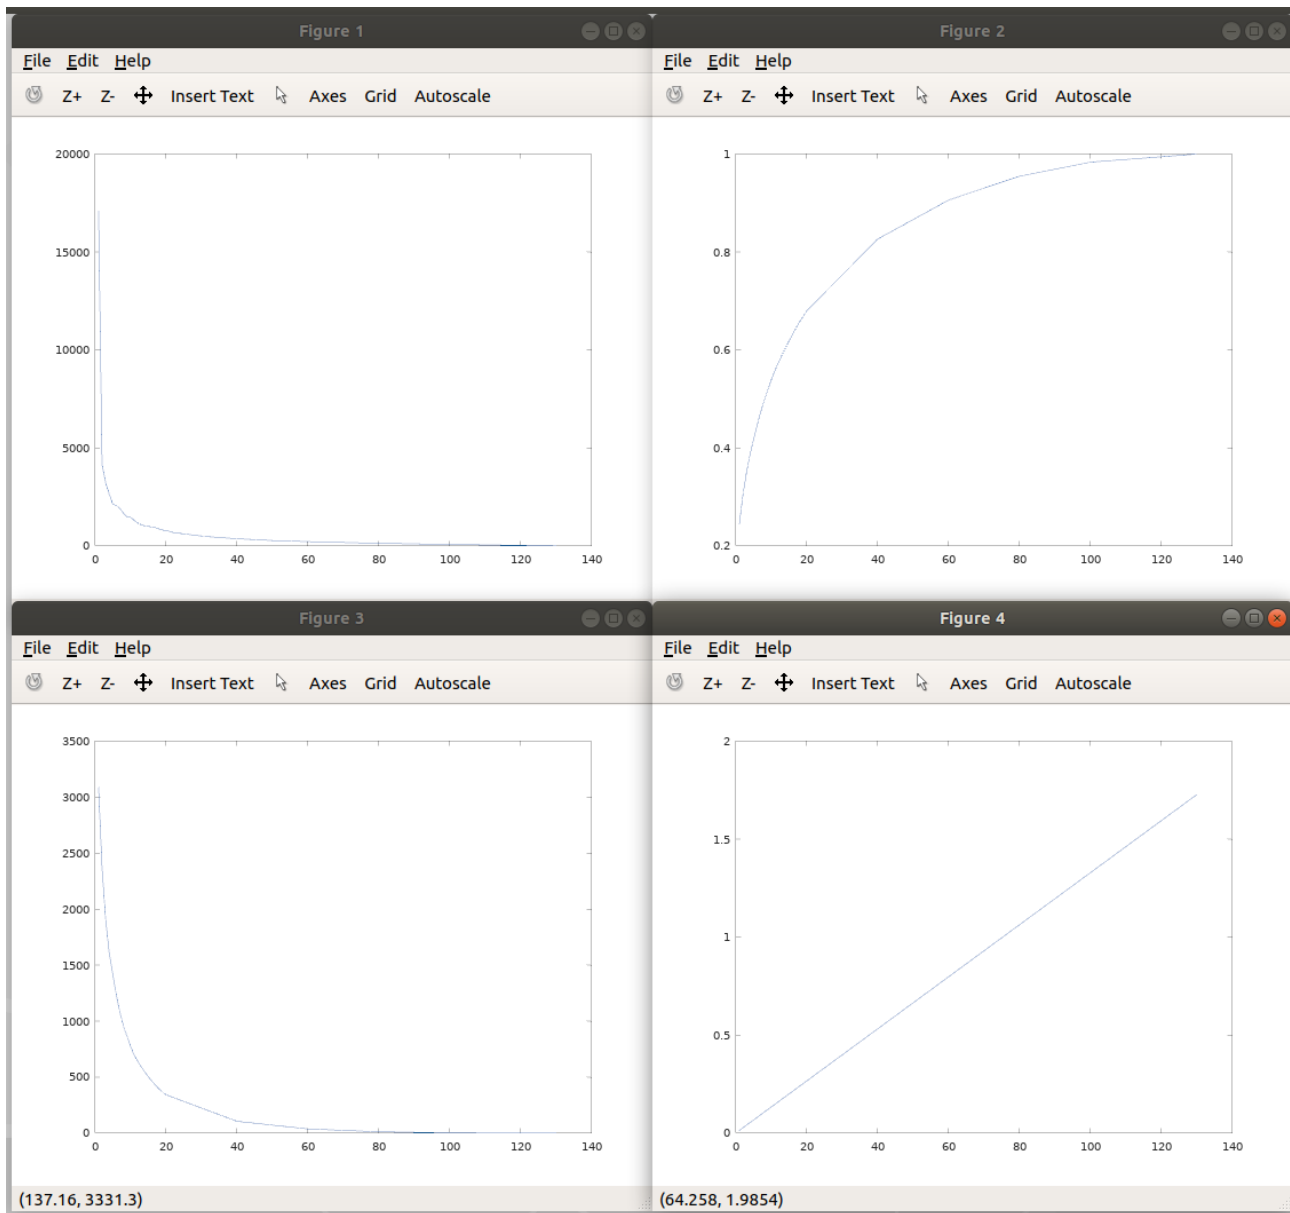 Figure 1
File Edit Help
Z+ Z- Insert Text Axes Grid Autoscale
20000
15000
10000
5000
0
0 20 40 60 80 100 120 140
Figure 2
File Edit Help
Z+ Z- Insert Text Axes Grid Autoscale
1
0.8
0.6
0.4
0.2
0 20 40 60 80 100 120 140
Figure 3
File Edit Help
Z+ Z- Insert Text Axes Grid Autoscale
3500
3000
2500
2000
1500
1000
500
0
0 20 40 60 80 100 120 140
(137.16, 3331.3)
Figure 4
File Edit Help
Z+ Z- Insert Text Axes Grid Autoscale
2
1.5
1
0.5
0
0 20 40 60 80 100 120 140
(64.258, 1.9854)